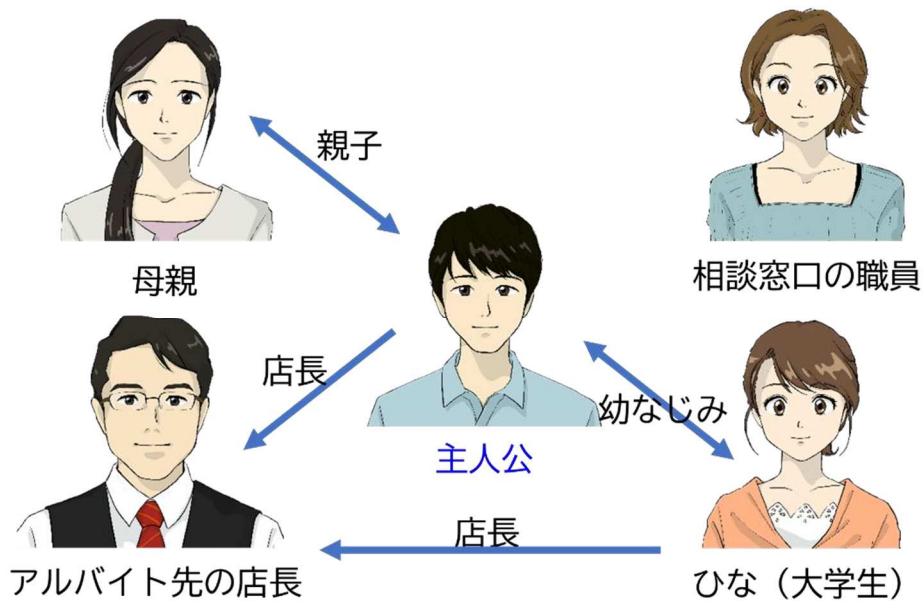 親子
母親
相談窓口の職員
店長
幼なじみ
主人公
店長
アルバイト先の店長
ひな（大学生）